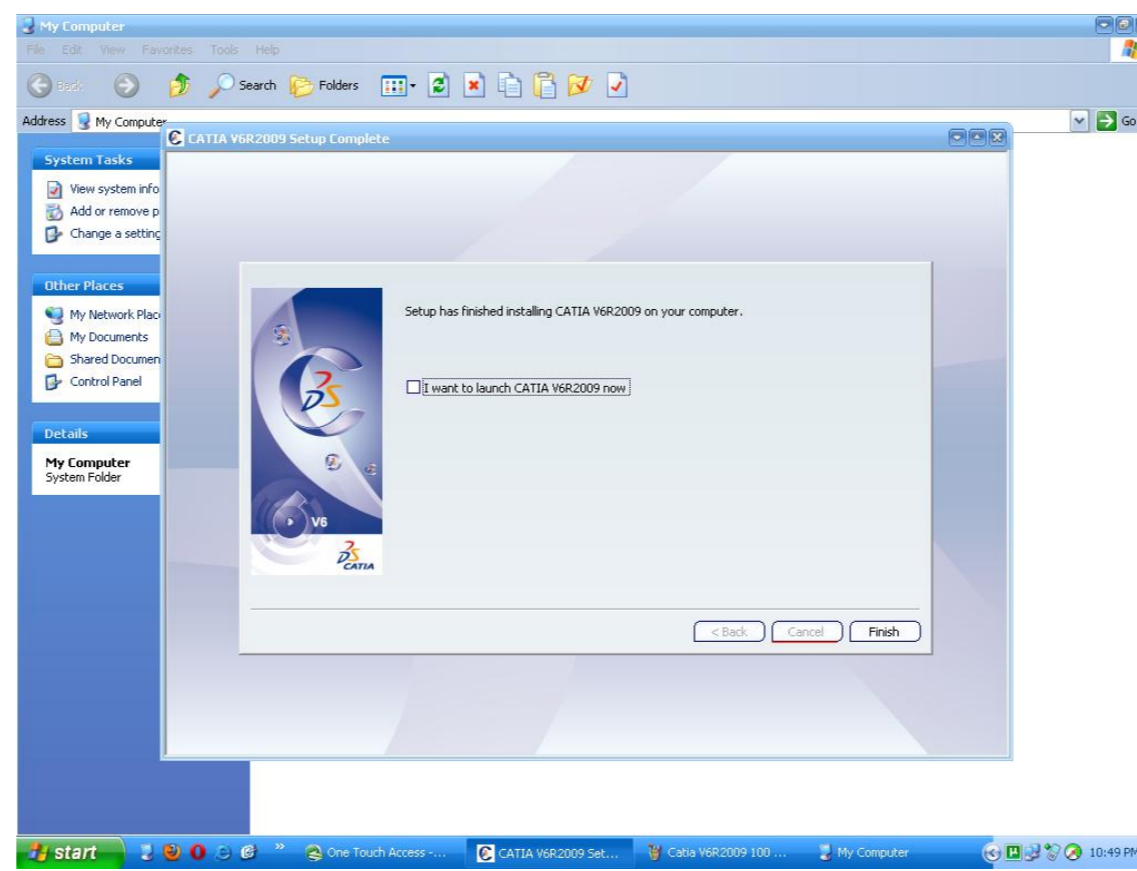 My Computer
File Edit View Favorites Tools Help
Back Search Folders
Address My Computer Go
CATIA V6R2009 Setup Complete
System Tasks
View system info
Add or remove p
Change a setting
Other Places
My Network Plac
My Documents
Shared Documen
Control Panel
Details
My Computer
System Folder
Setup has finished installing CATIA V6R2009 on your computer.
I want to launch CATIA V6R2009 now
V6
CATIA
< Back Cancel Finish
start » One Touch Access -... CATIA V6R2009 Set... Catia V6R2009 100 ... My Computer 10:49 PM